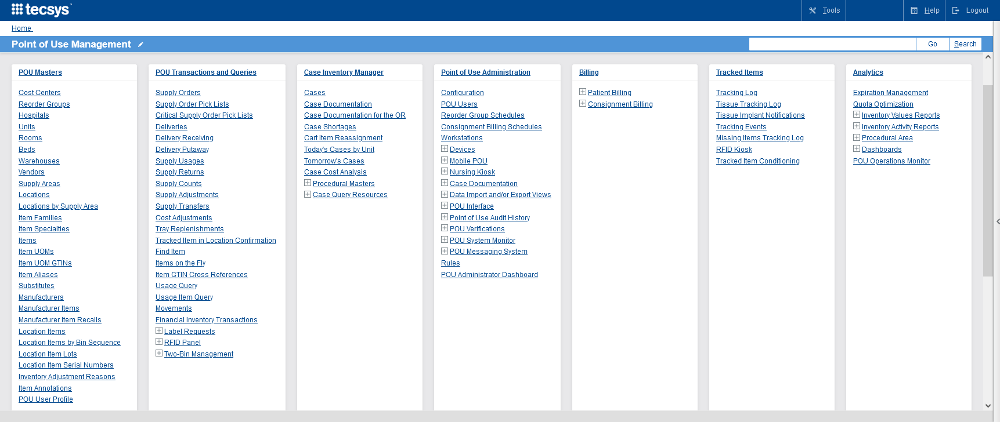 tecsys
Tools
Help
Logout
Home
Point of Use Management
Go
Search
POU Masters
Cost Centers
Reorder Groups
Hospitals
Units
Rooms
Beds
Warehouses
Vendors
Supply Areas
Locations
Locations by Supply Area
Item Families
Item Specialties
Items
Item UOMs
Item UOM GTINs
Item Aliases
Substitutes
Manufacturers
Manufacturer Items
Manufacturer Item Recalls
Location Items
Location Items by Bin Sequence
Location Item Lots
Location Item Serial Numbers
Inventory Adjustment Reasons
Item Annotations
POU User Profile
POU Transactions and Queries
Supply Orders
Supply Order Pick Lists
Critical Supply Order Pick Lists
Deliveries
Delivery Receiving
Delivery Putaway
Supply Usages
Supply Returns
Supply Counts
Supply Adjustments
Supply Transfers
Cost Adjustments
Tray Replenishments
Tracked Item in Location Confirmation
Find Item
Items on the Fly
Item GTIN Cross References
Usage Query
Usage Item Query
Movements
Financial Inventory Transactions
Label Requests
RFID Panel
Two-Bin Management
Case Inventory Manager
Cases
Case Documentation
Case Documentation for the OR
Case Shortages
Cart Item Reassignment
Today's Cases by Unit
Tomorrow's Cases
Case Cost Analysis
Procedural Masters
Case Query Resources
Point of Use Administration
Configuration
POU Users
Reorder Group Schedules
Consignment Billing Schedules
Workstations
Devices
Mobile POU
Nursing Kiosk
Case Documentation
Data Import and/or Export Views
POU Interface
Point of Use Audit History
POU Verifications
POU System Monitor
POU Messaging System
Rules
POU Administrator Dashboard
Billing
Patient Billing
Consignment Billing
Tracked Items
Tracking Log
Tissue Tracking Log
Tissue Implant Notifications
Tracking Events
Missing Items Tracking Log
RFID Kiosk
Tracked Item Conditioning
Analytics
Expiration Management
Quota Optimization
Inventory Values Reports
Inventory Activity Reports
Procedural Area
Dashboards
POU Operations Monitor